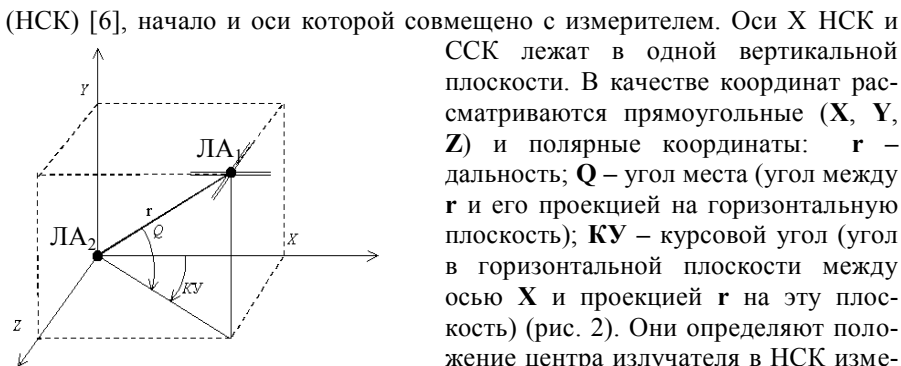 (НСК) [6], начало и оси которой совмещено с измерителем. Оси X НСК и
ССК лежат в одной вертикальной
плоскости. В качестве координат рас-
сматриваются прямоугольные (X, Y,
Z) и полярные координаты: r –
дальность; Q – угол места (угол между
r и его проекцией на горизонтальную
плоскость); КУ – курсовой угол (угол
в горизонтальной плоскости между
осью X и проекцией r на эту плос-
кость) (рис. 2). Они определяют поло-
жение центра излучателя в НСК изме-
Y
ЛА₁
r
ЛА₂
Q
X
КУ
Z